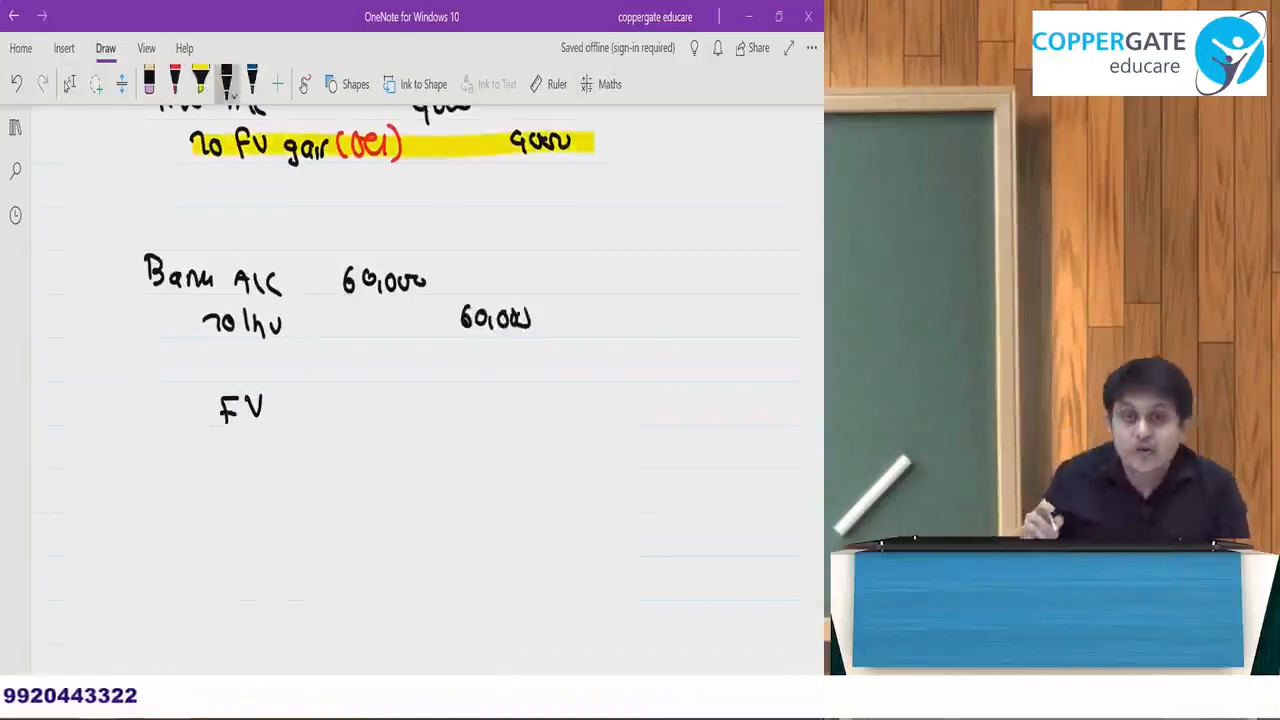 OneNote for Windows 10
coppergate educare
Home Insert Draw View Help
Saved offline (sign-in required)
Share
Shapes
Ink to Shape
Ink to Text
Ruler
Maths
COPPERGATE
educare
To FV gain (OCI) 9000
Bank A/C 60,000
To Inv 60,000
FV
9920443322